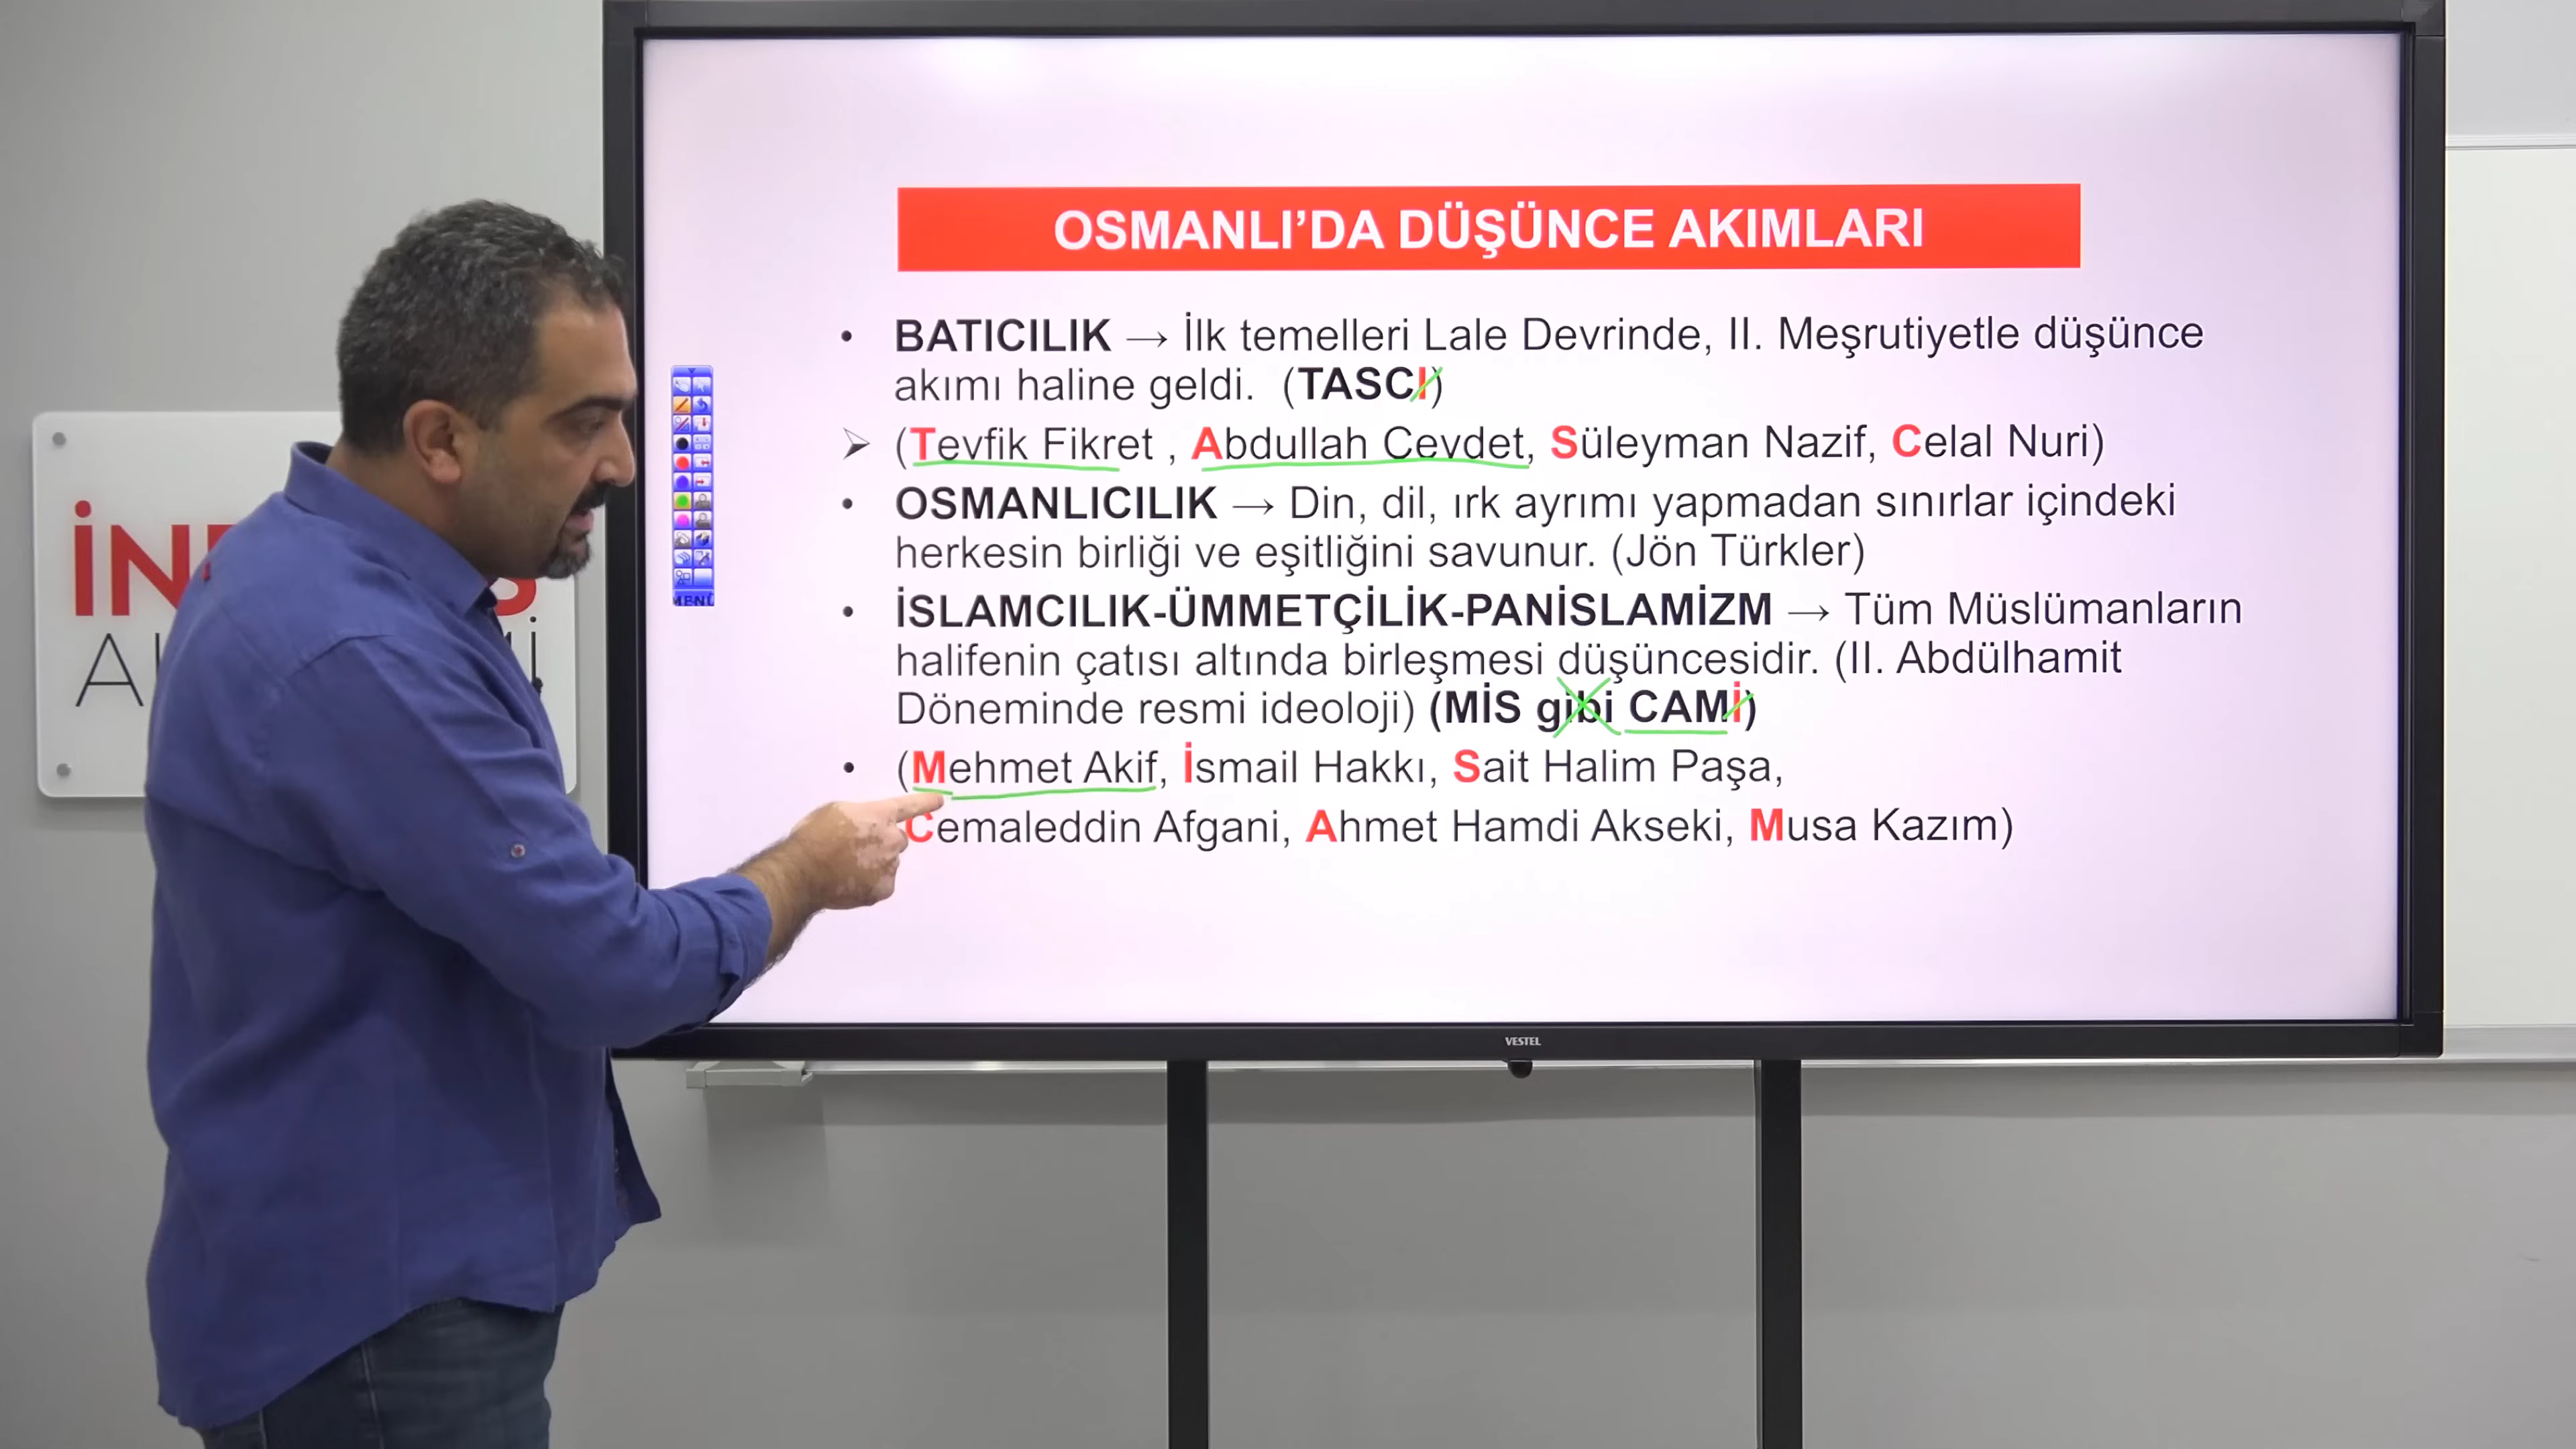 OSMANLI’DA DÜŞÜNCE AKIMLARI
• BATICILIK → İlk temelleri Lale Devrinde, II. Meşrutiyetle düşünce
akımı haline geldi. (TASCI)
➢ (Tevfik Fikret , Abdullah Cevdet, Süleyman Nazif, Celal Nuri)
• OSMANLICILIK → Din, dil, ırk ayrımı yapmadan sınırlar içindeki
herkesin birliği ve eşitliğini savunur. (Jön Türkler)
• İSLAMCILIK-ÜMMETÇİLİK-PANİSLAMİZM → Tüm Müslümanların
halifenin çatısı altında birleşmesi düşüncesidir. (II. Abdülhamit
Döneminde resmi ideoloji) (MİS gibi CAMİ)
• (Mehmet Akif, İsmail Hakkı, Sait Halim Paşa,
Cemaleddin Afgani, Ahmet Hamdi Akseki, Musa Kazım)
MENÜ
VESTEL